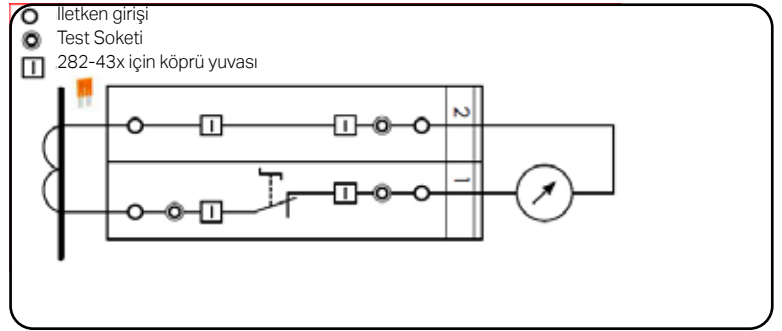 İletken girişi
Test Soketi
282-43x için köprü yuvası
2
1